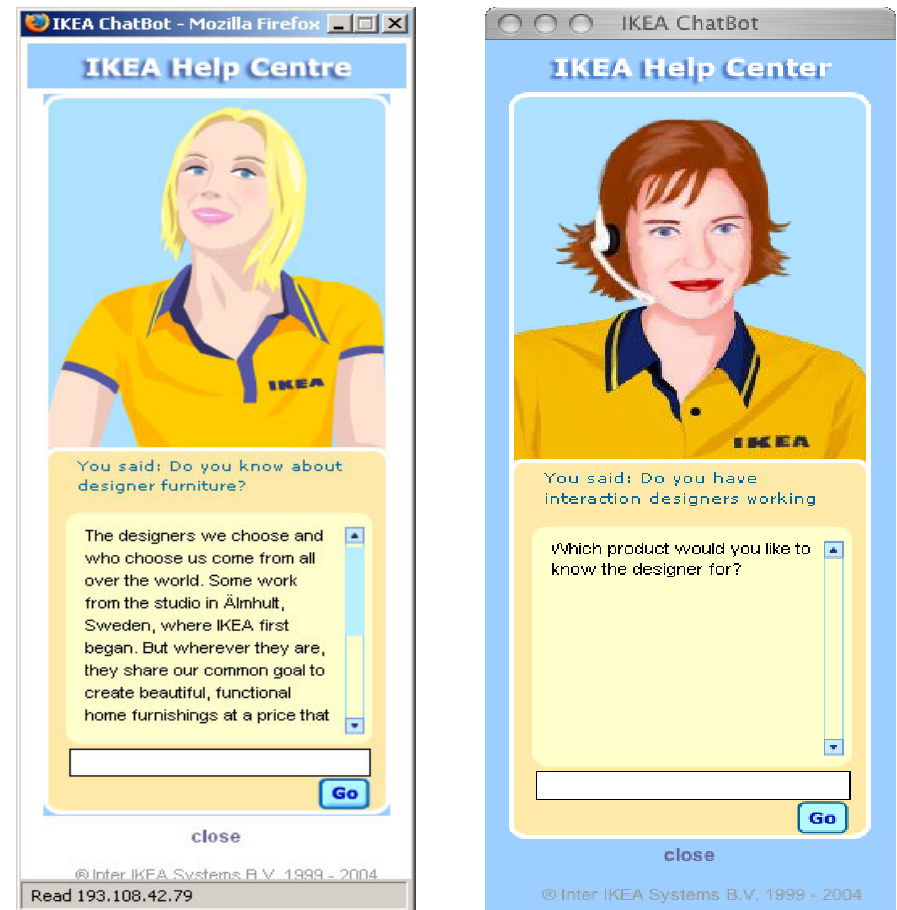 IKEA ChatBot - Mozilla Firefox
IKEA Help Centre
IKEA
You said: Do you know about
designer furniture?
The designers we choose and
who choose us come from all
over the world. Some work
from the studio in Älmhult,
Sweden, where IKEA first
began. But wherever they are,
they share our common goal to
create beautiful, functional
home furnishings at a price that
Go
close
® Inter IKEA Systems B.V. 1999 - 2004
Read 193.108.42.79
IKEA ChatBot
IKEA Help Center
IKEA
You said: Do you have
interaction designers working
Which product would you like to
know the designer for?
Go
close
® Inter IKEA Systems B.V. 1999 - 2004